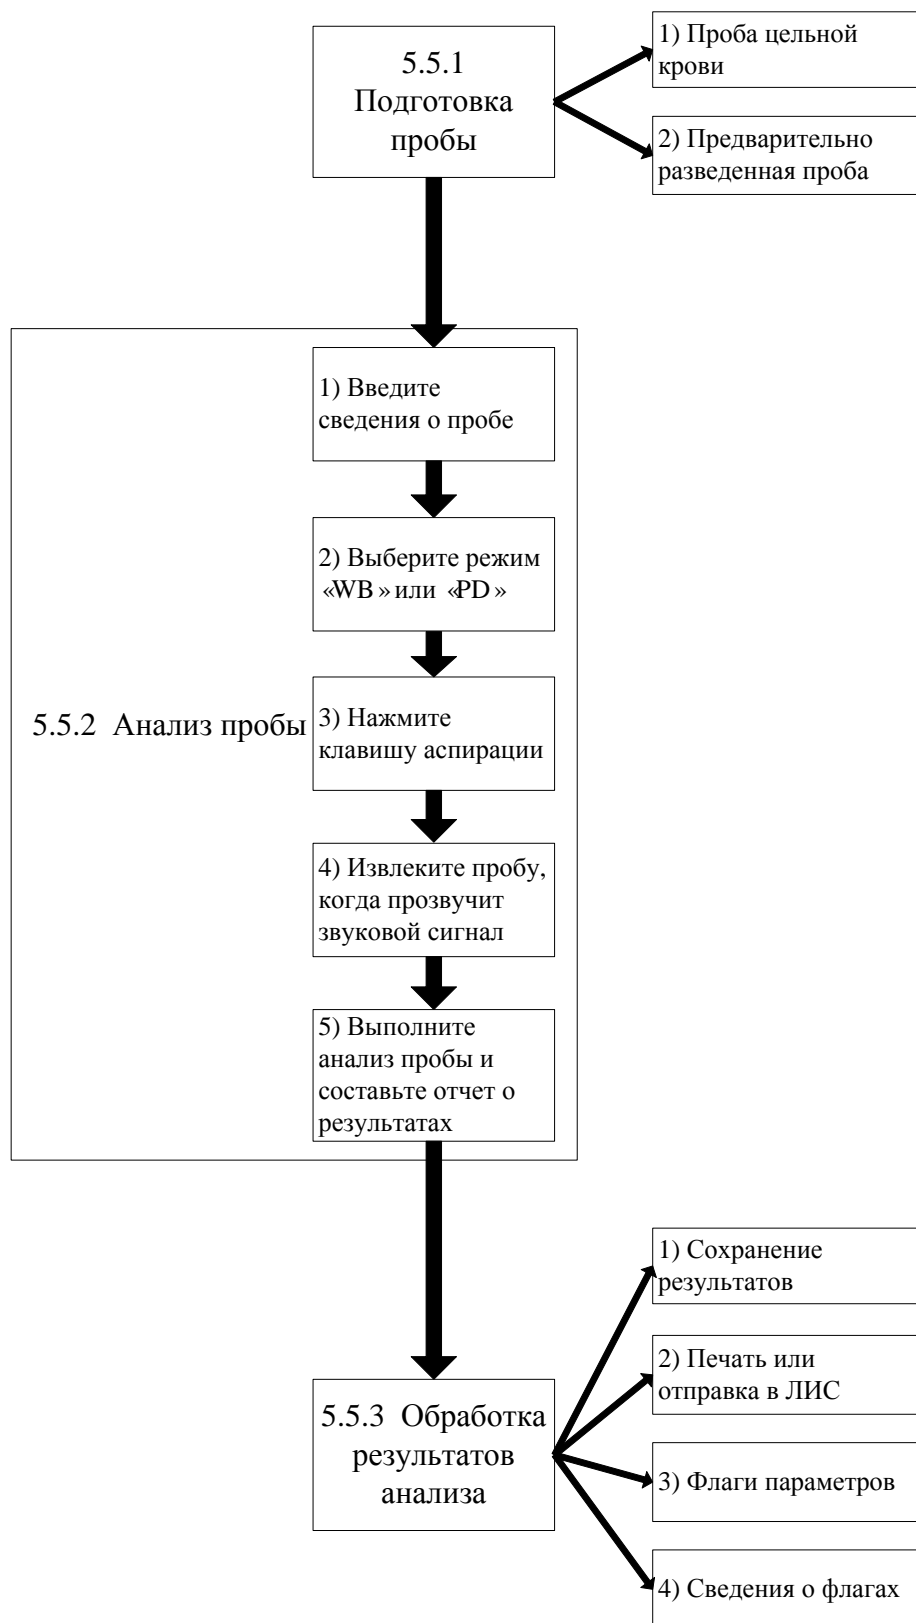 5.5.1
Подготовка
пробы
1) Проба цельной
крови
2) Предварительно
разведенная проба
5.5.2 Анализ пробы
1) Введите
сведения о пробе
2) Выберите режим
«WB» или «PD»
3) Нажмите
клавишу аспирации
4) Извлеките пробу,
когда прозвучит
звуковой сигнал
5) Выполните
анализ пробы и
составьте отчет о
результатах
5.5.3 Обработка
результатов
анализа
1) Сохранение
результатов
2) Печать или
отправка в ЛИС
3) Флаги параметров
4) Сведения о флагах